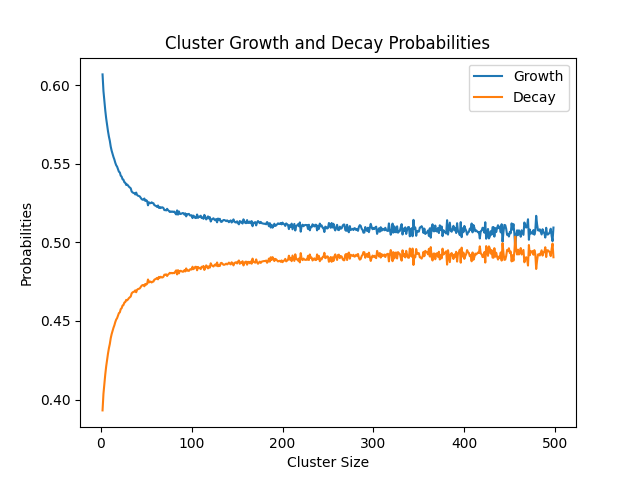 Cluster Growth and Decay Probabilities
Growth
Decay
0.60
0.55
0.50
0.45
0.40
Probabilities
0
100
200
300
400
500
Cluster Size